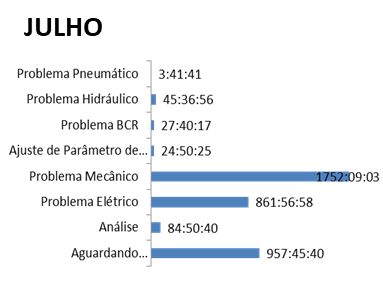 JULHO
Problema Pneumático 3:41:41
Problema Hidráulico 45:36:56
Problema BCR 27:40:17
Ajuste de Parâmetro de... 24:50:25
Problema Mecânico 1752:09:03
Problema Elétrico 861:56:58
Análise 84:50:40
Aguardando... 957:45:40